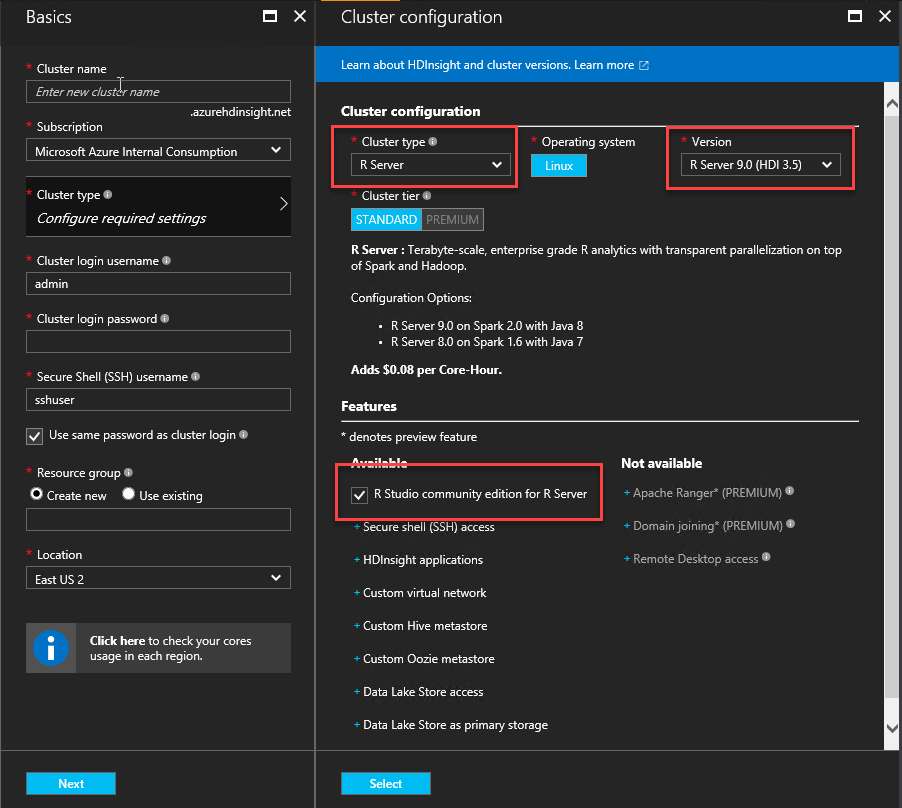 Basics
* Cluster name
Enter new cluster name
.azurehdinsight.net
* Subscription
Microsoft Azure Internal Consumption
* Cluster type
Configure required settings
* Cluster login username
admin
* Cluster login password
* Secure Shell (SSH) username
sshuser
Use same password as cluster login
* Resource group
Create new Use existing
* Location
East US 2
Click here to check your cores
usage in each region.
Next
Cluster configuration
Learn about HDInsight and cluster versions. Learn more
Cluster configuration
* Cluster type * Operating system * Version
R Server Linux R Server 9.0 (HDI 3.5)
* Cluster tier
STANDARD PREMIUM
R Server : Terabyte-scale, enterprise grade R analytics with transparent parallelization on top
of Spark and Hadoop.
Configuration Options:
• R Server 9.0 on Spark 2.0 with Java 8
• R Server 8.0 on Spark 1.6 with Java 7
Adds $0.08 per Core-Hour.
Features
* denotes preview feature
Available
R Studio community edition for R Server
+ Secure shell (SSH) access
+ HDInsight applications
+ Custom virtual network
+ Custom Hive metastore
+ Custom Oozie metastore
+ Data Lake Store access
+ Data Lake Store as primary storage
Not available
+ Apache Ranger* (PREMIUM)
+ Domain joining* (PREMIUM)
+ Remote Desktop access
Select